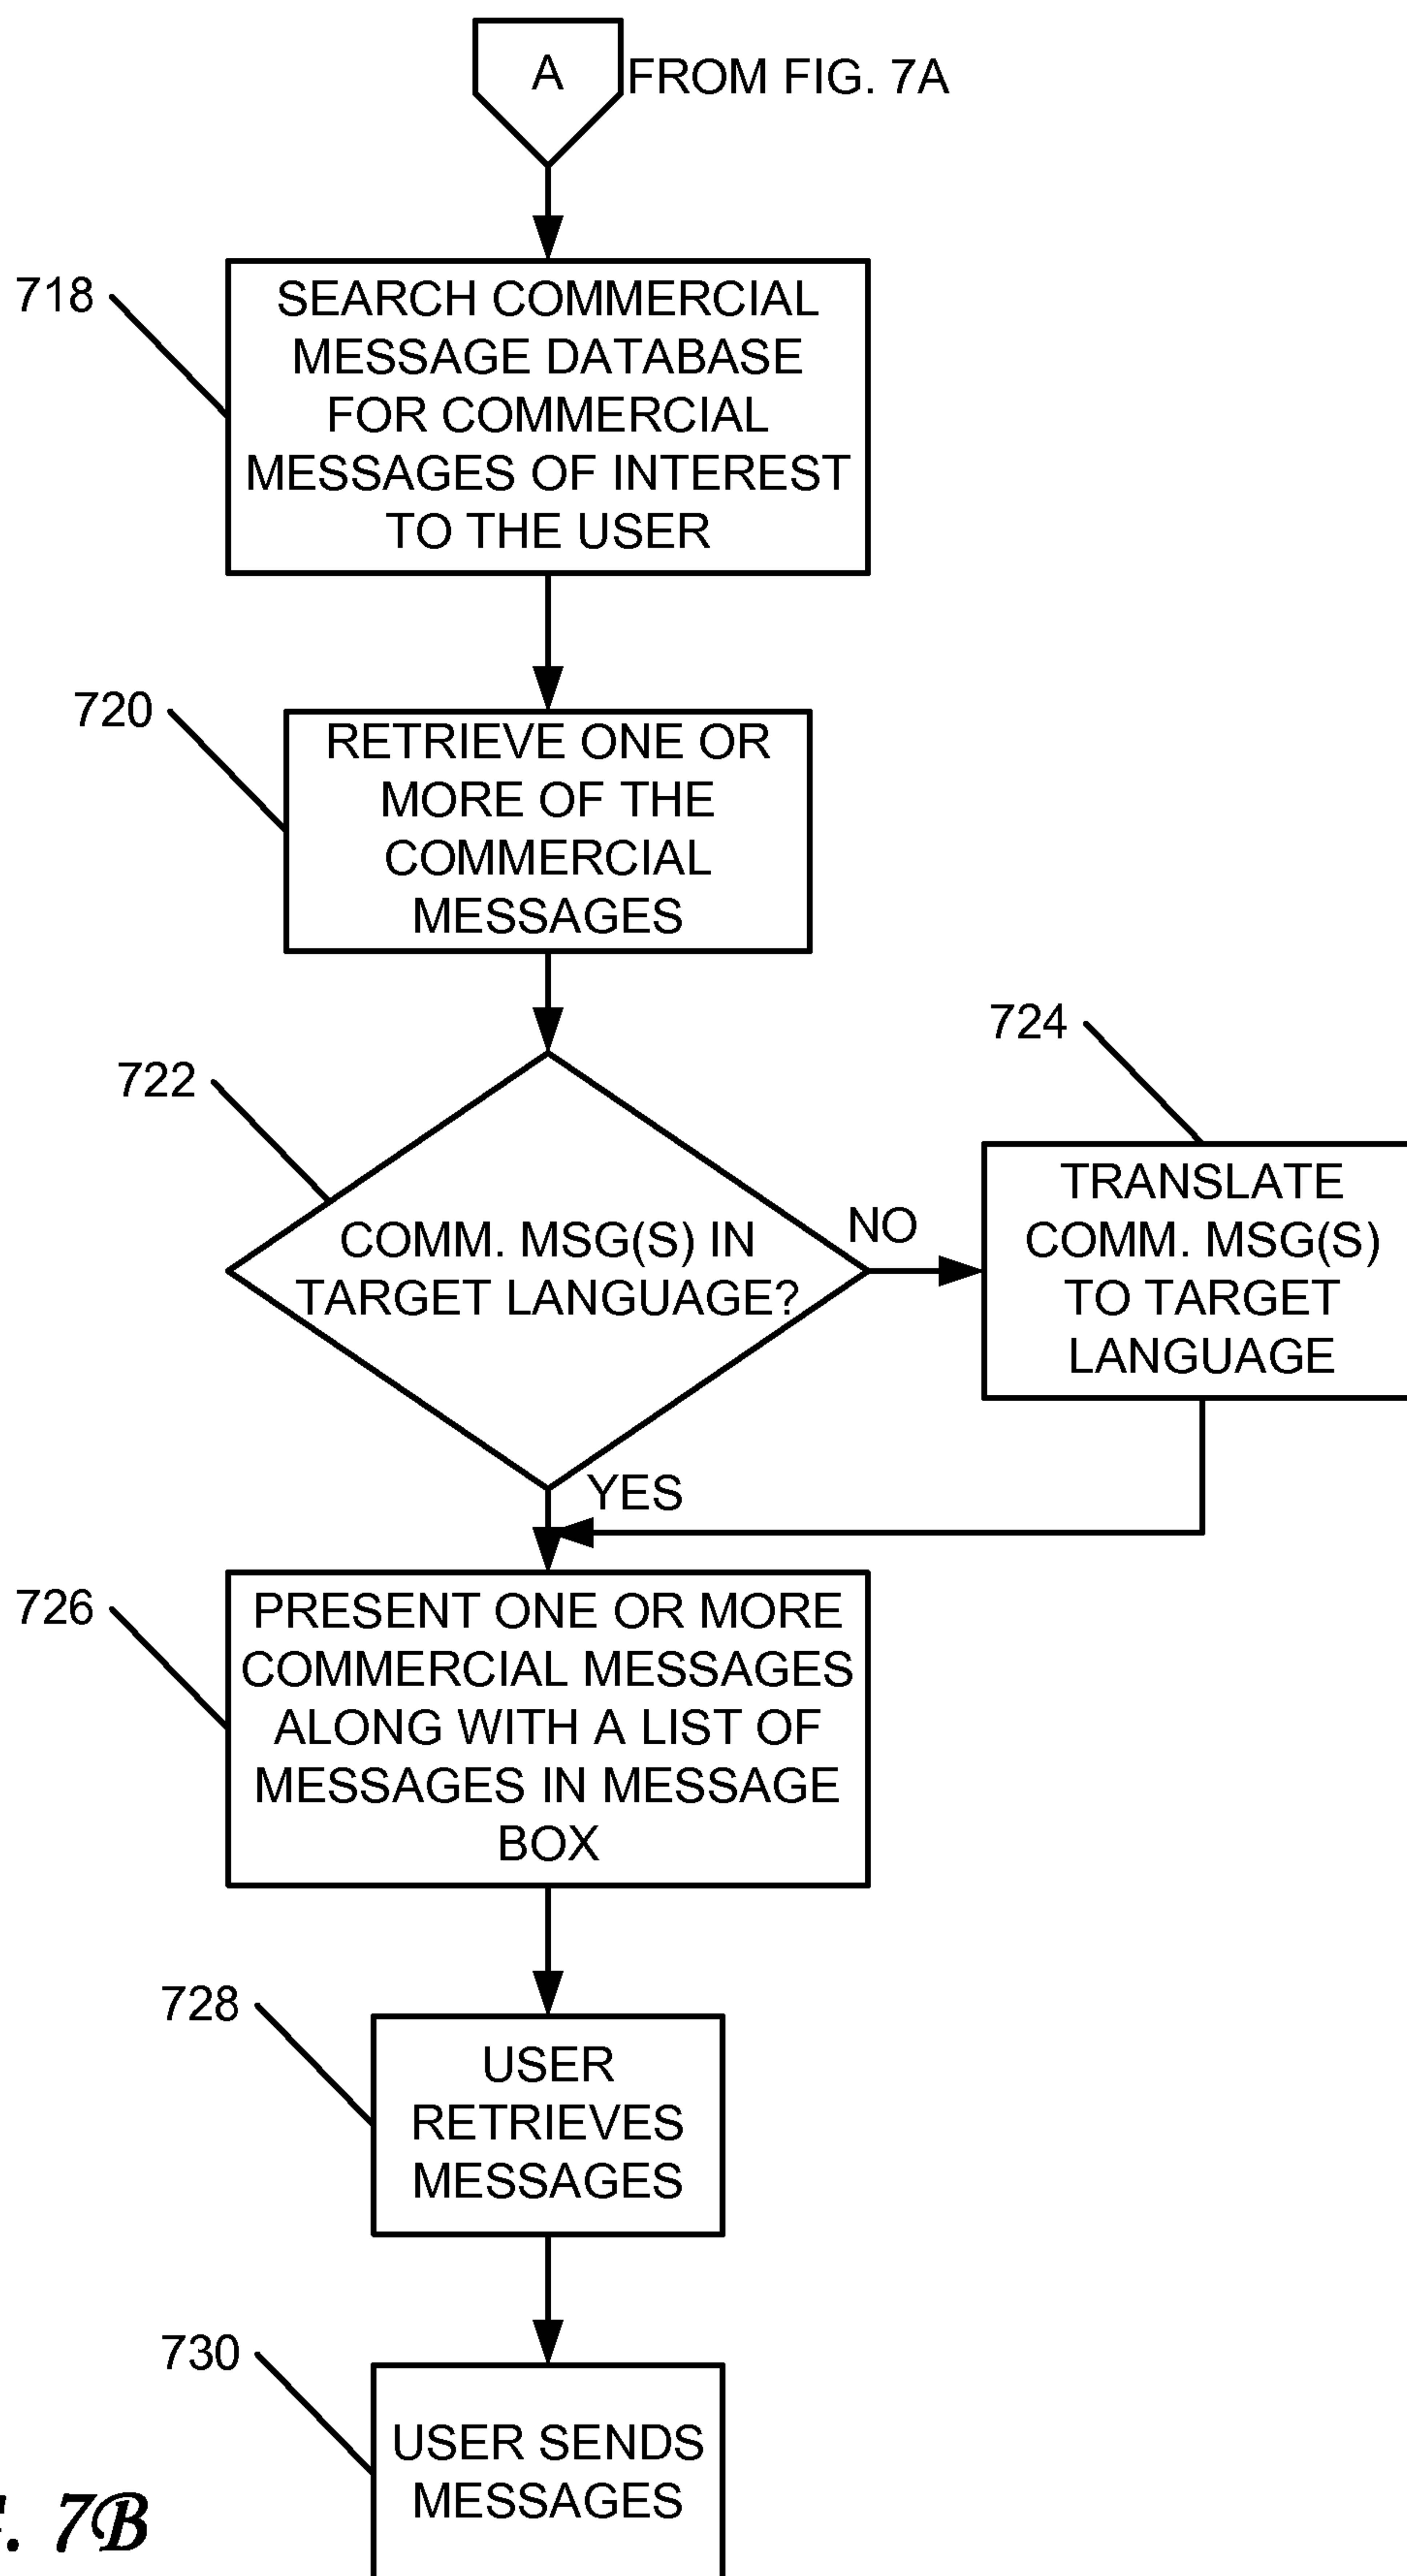 A
FROM FIG. 7A
718
SEARCH COMMERCIAL
MESSAGE DATABASE
FOR COMMERCIAL
MESSAGES OF INTEREST
TO THE USER
720
RETRIEVE ONE OR
MORE OF THE
COMMERCIAL
MESSAGES
722
COMM. MSG(S) IN
TARGET LANGUAGE?
NO
724
TRANSLATE
COMM. MSG(S)
TO TARGET
LANGUAGE
YES
726
PRESENT ONE OR MORE
COMMERCIAL MESSAGES
ALONG WITH A LIST OF
MESSAGES IN MESSAGE
BOX
728
USER
RETRIEVES
MESSAGES
730
USER SENDS
MESSAGES
7B